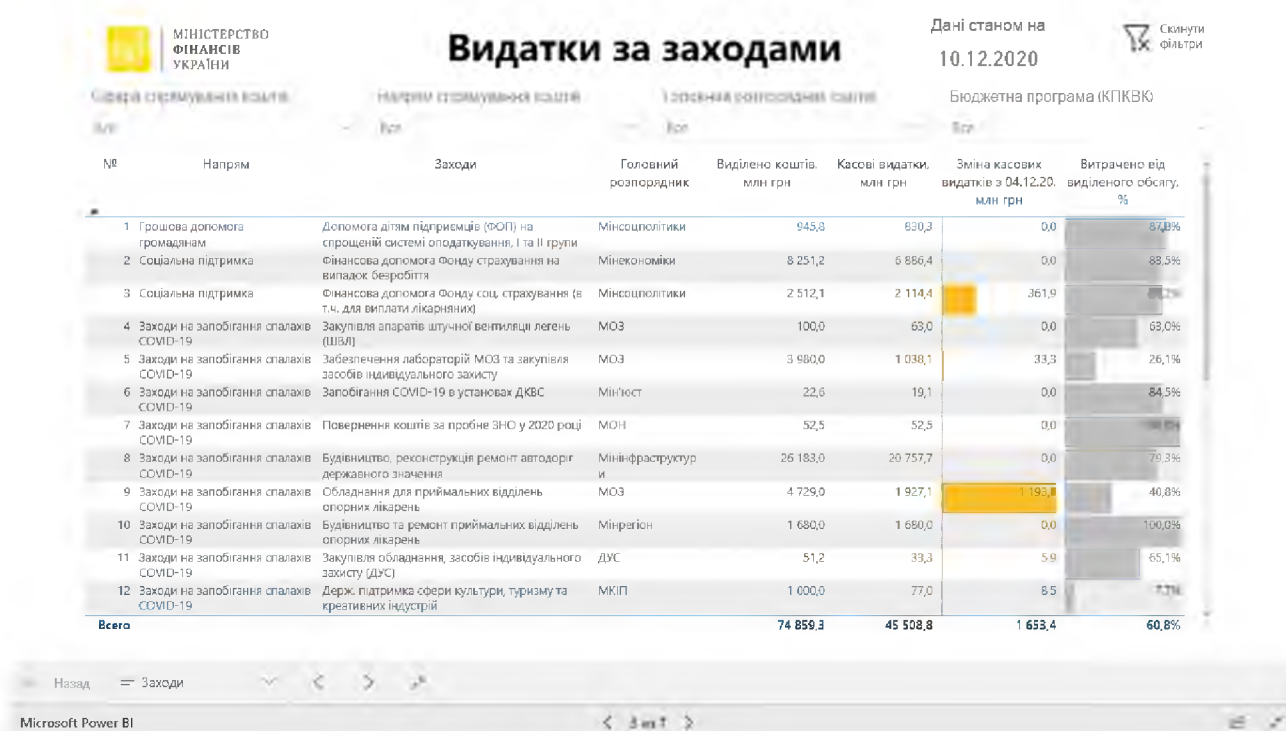 МІНІСТЕРСТВО
ФІНАНСІВ
УКРАЇНИ
Видатки за заходами
Дані станом на
10.12.2020
Скинути
фільтри
Сфера спрямування коштів Напрям спрямування коштів Головний розпорядник коштів Бюджетна програма (КПКВК)
Все Все Все Все
№ Напрям Заходи Головний розпорядник Виділено коштів, млн грн Касові видатки, млн грн Зміна касових видатків з 04.12.20, млн грн Витрачено від виділеного обсягу, %
1 Грошова допомога Допомога дітям підприємців (ФОП) на Мінсоцполітики 945,8 830,3 0,0 87,8%
громадянам спрощеній системі оподаткування, І та ІІ групи
2 Соціальна підтримка Фінансова допомога Фонду страхування на Мінекономіки 8 251,2 6 886,4 0,0 83,5%
випадок безробіття
3 Соціальна підтримка Фінансова допомога Фонду соц. страхування (в Мінсоцполітики 2 512,1 2 114,4 361,9
т.ч. для виплати лікарняних)
4 Заходи на запобігання спалахів Закупівля апаратів штучної вентиляції легень МОЗ 100,0 63,0 0,0 63,0%
COVID-19 (ШВЛ)
5 Заходи на запобігання спалахів Забезпечення лабораторій МОЗ та закупівля МОЗ 3 980,0 1 038,1 33,3 26,1%
COVID-19 засобів індивідуального захисту
6 Заходи на запобігання спалахів Запобігання COVID-19 в установах ДКВС Мін'юст 22,6 19,1 0,0 84,5%
COVID-19
7 Заходи на запобігання спалахів Повернення коштів за пробне ЗНО у 2020 році МОН 52,5 52,5 0,0
COVID-19
8 Заходи на запобігання спалахів Будівництво, реконструкція ремонт автодоріг Мінінфраструктур 26 183,0 20 757,7 0,0 79,3%
COVID-19 державного значення и
9 Заходи на запобігання спалахів Обладнання для приймальних відділень МОЗ 4 729,0 1 927,1 40,8%
COVID-19 опорних лікарень
10 Заходи на запобігання спалахів Будівництво та ремонт приймальних відділень Мінрегіон 1 680,0 1 680,0 0,0 100,0%
COVID-19 опорних лікарень
11 Заходи на запобігання спалахів Закупівля обладнання, засобів індивідуального ДУС 51,2 33,3 5,9 65,1%
COVID-19 захисту (ДУС)
12 Заходи на запобігання спалахів Держ. підтримка сфери культури, туризму та МКІП 1 000,0 77,0 8,5 7,7%
COVID-19 креативних індустрій
Всего 74 859,3 45 508,8 1 653,4 60,8%
Назад Заходи
Microsoft Power BI